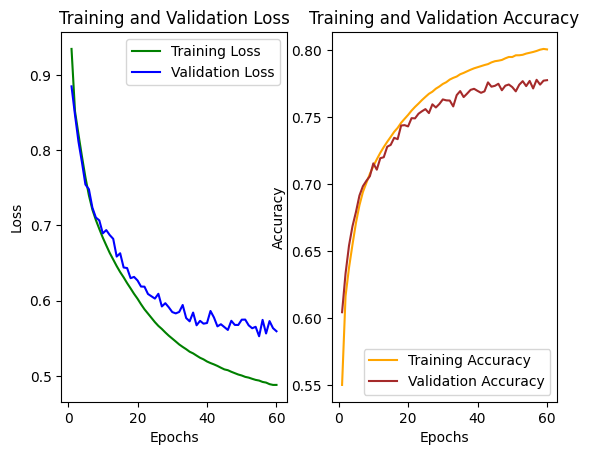 Training and Validation Loss
Training Loss
Validation Loss
Loss
0.9
0.8
0.7
0.6
0.5
0
20
40
60
Epochs
Training and Validation Accuracy
Accuracy
0.80
0.75
0.70
0.65
0.60
0.55
Training Accuracy
Validation Accuracy
0
20
40
60
Epochs